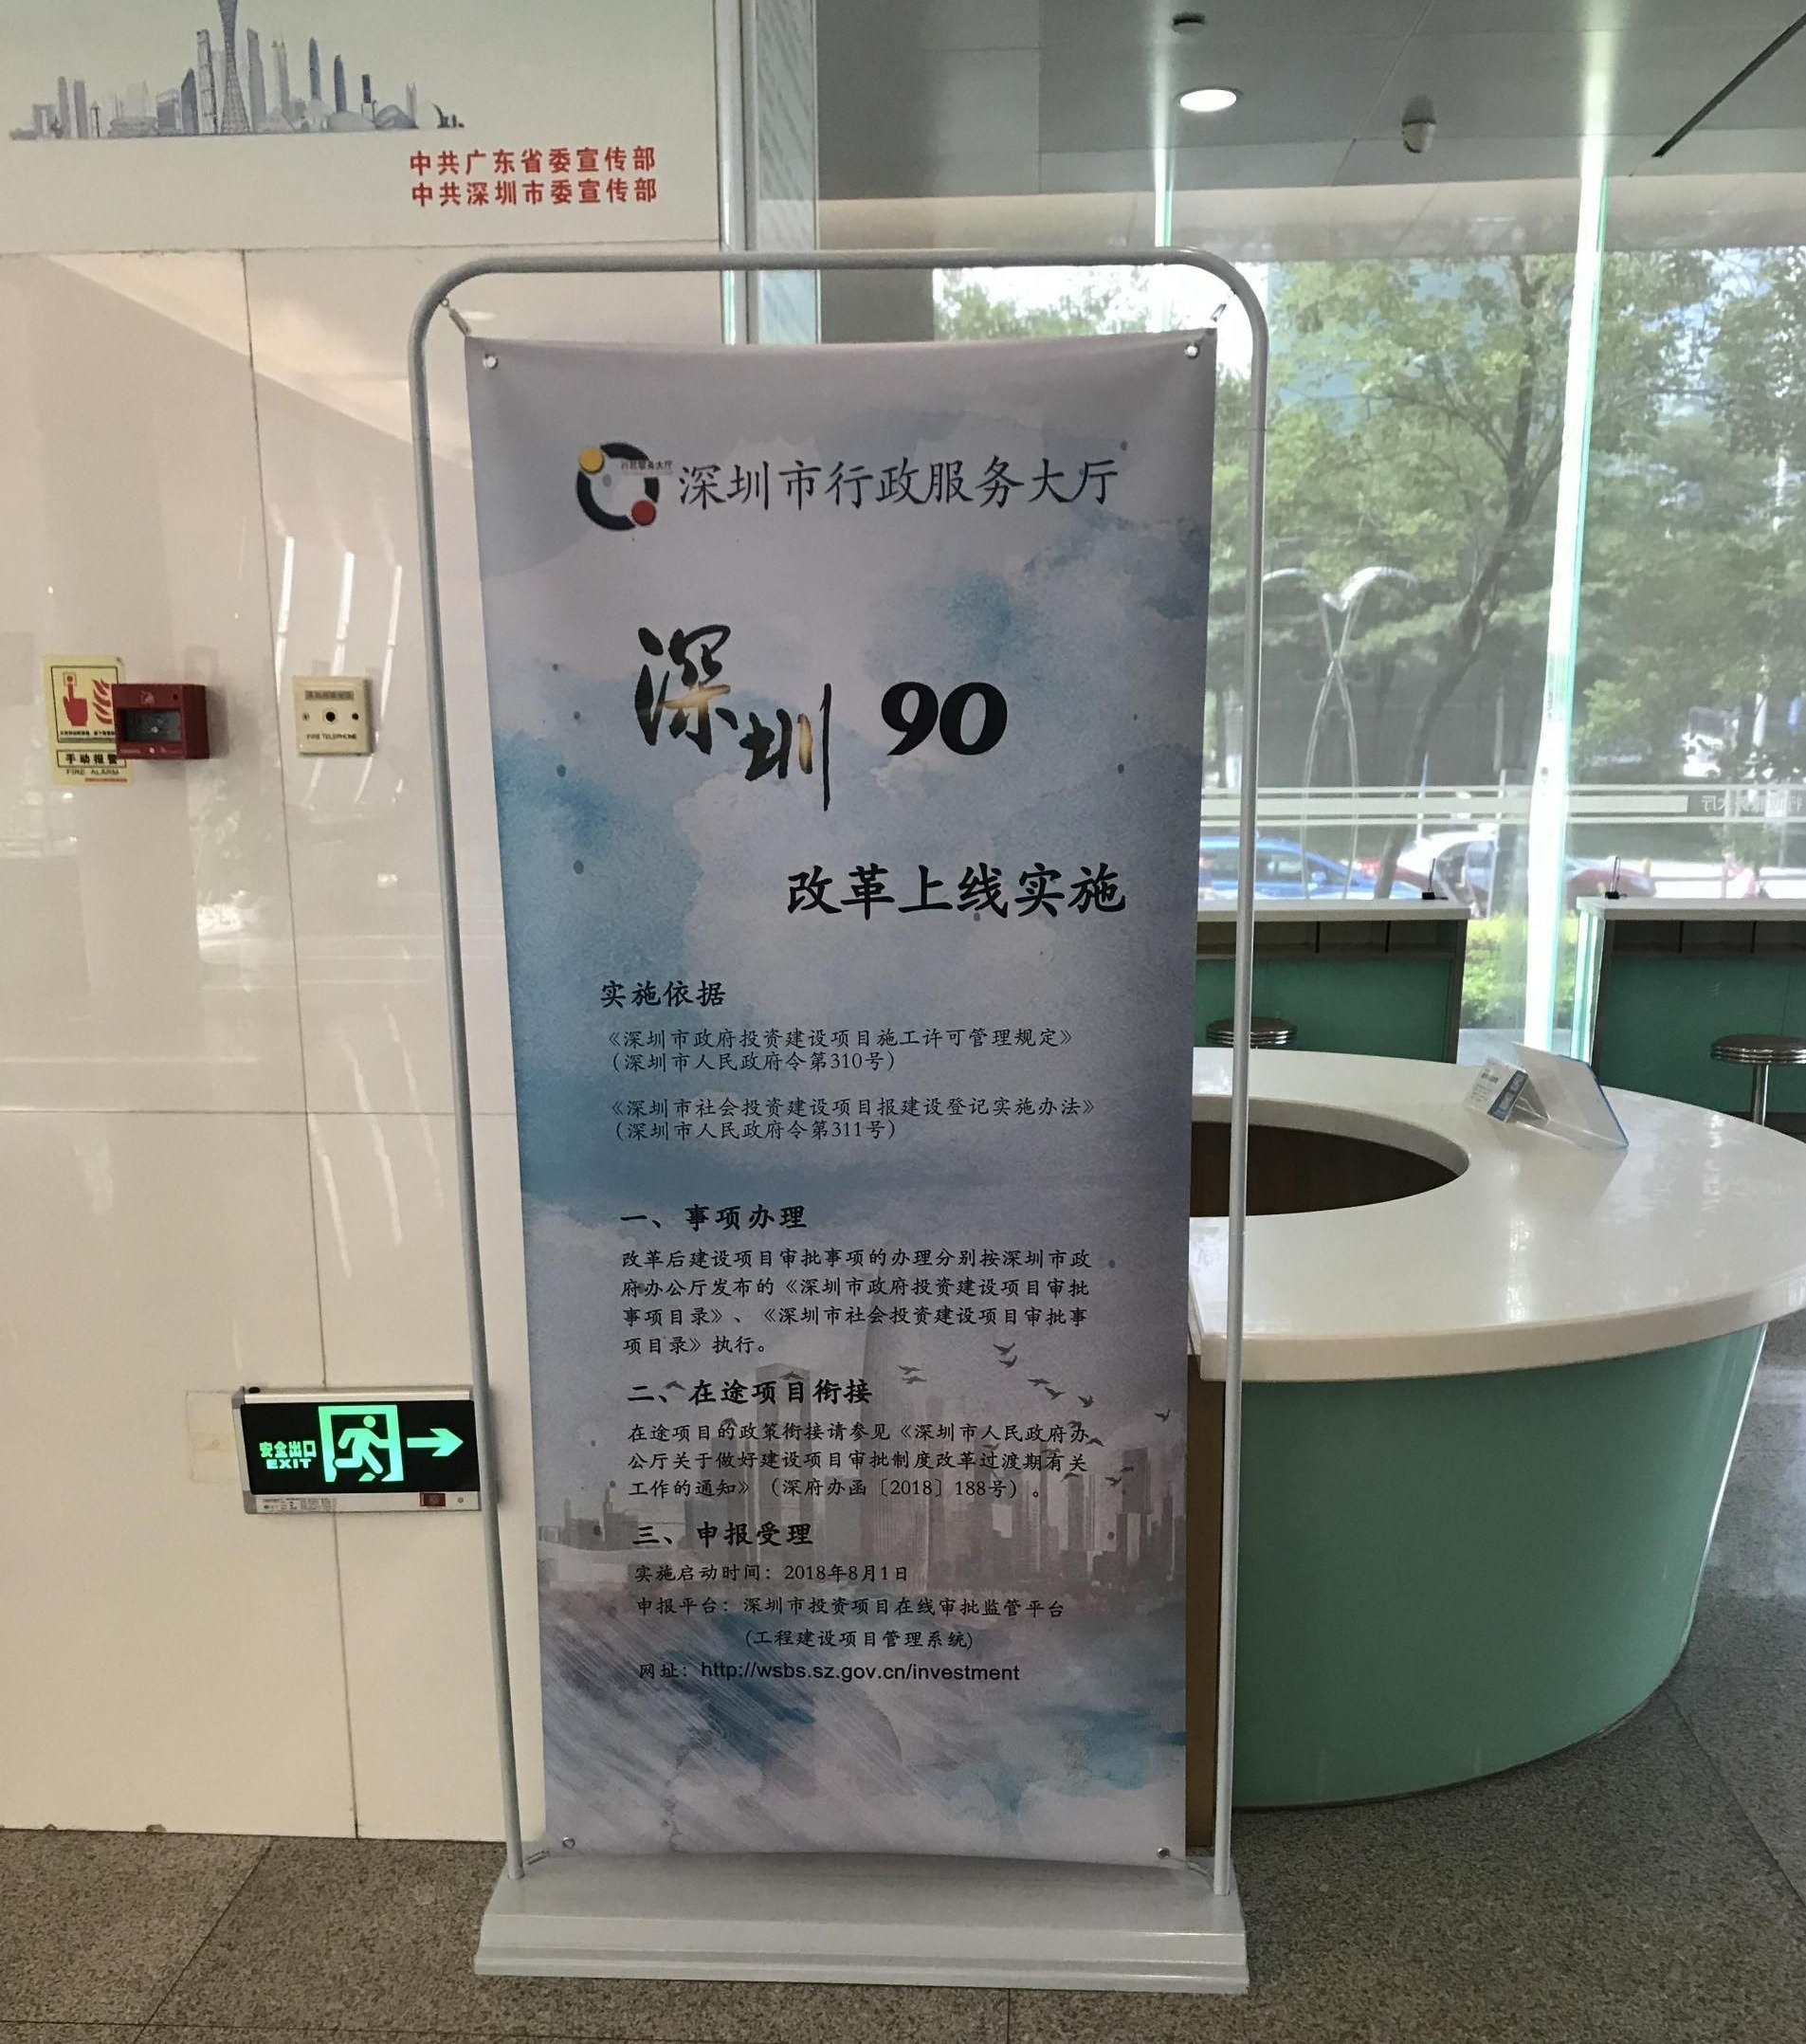 中共广东省委宣传部
中共深圳市委宣传部
行政服务大厅
深圳市行政服务大厅
深圳 90
改革上线实施
实施依据
《深圳市政府投资建设项目施工许可管理规定》
（深圳市人民政府令第310号）
《深圳市社会投资建设项目报建设登记实施办法》
（深圳市人民政府令第311号）
一、事项办理
改革后建设项目审批事项的办理分别按深圳市政
府办公厅发布的《深圳市政府投资建设项目审批
事项目录》、《深圳市社会投资建设项目审批事
项目录》执行。
二、在途项目衔接
在途项目的政策衔接请参见《深圳市人民政府办
公厅关于做好建设项目审批制度改革过渡期有关
工作的通知》（深府办函〔2018〕188号）。
三、申报受理
实施启动时间：2018年8月1日
申报平台：深圳市投资项目在线审批监管平台
(工程建设项目管理系统)
网址：http://wsbs.sz.gov.cn/investment
手动报警
FIRE ALARM
FIRE TELEPHONE
安全出口
EXIT